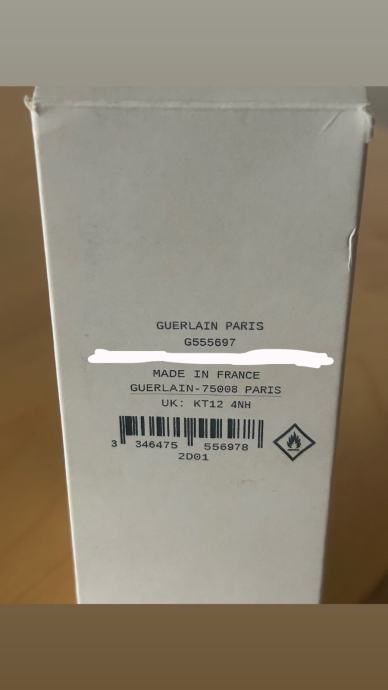 GUERLAIN PARIS
G555697
MADE IN FRANCE
GUERLAIN-75008 PARIS
UK: KT12 4NH
3 346475 556978
2D01